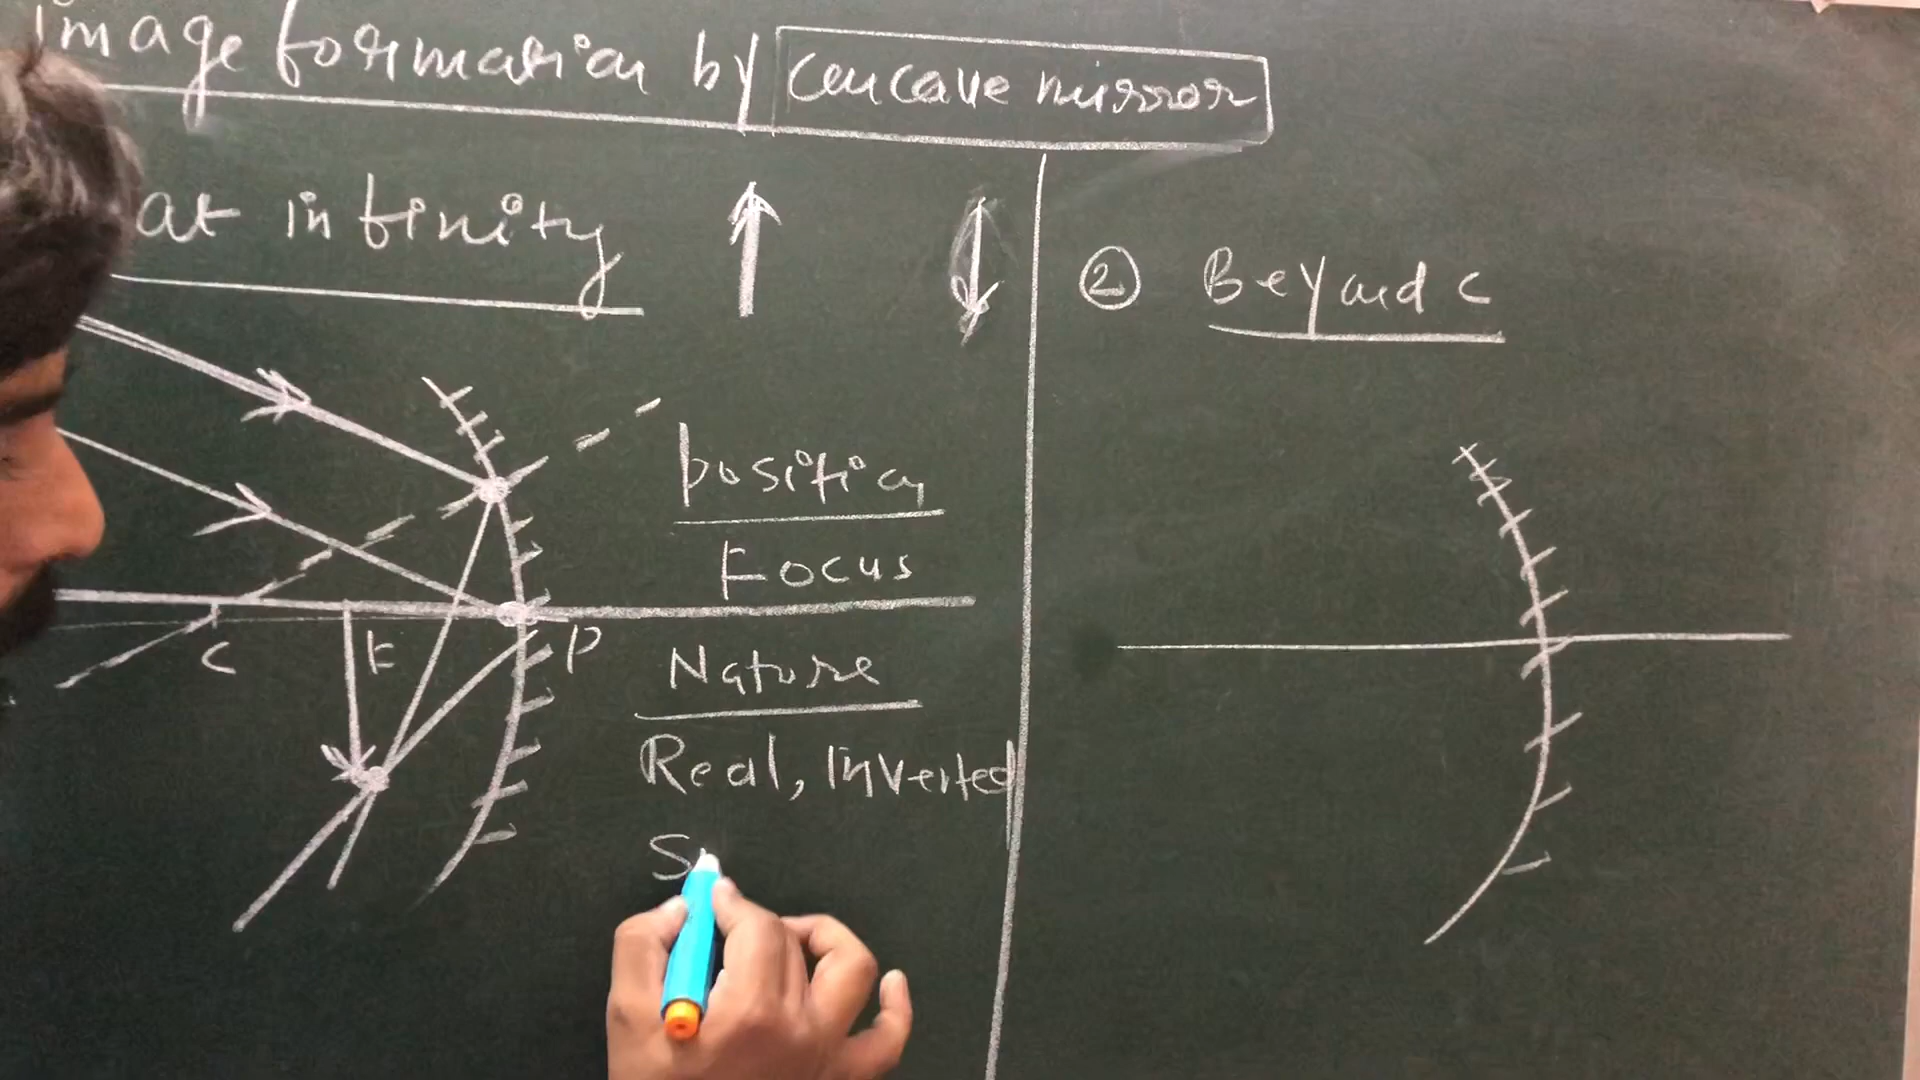 Image formation by Concave mirror
at infinity
② Beyond C
Position
Focus
C F P
Nature
Real, Inverted
S